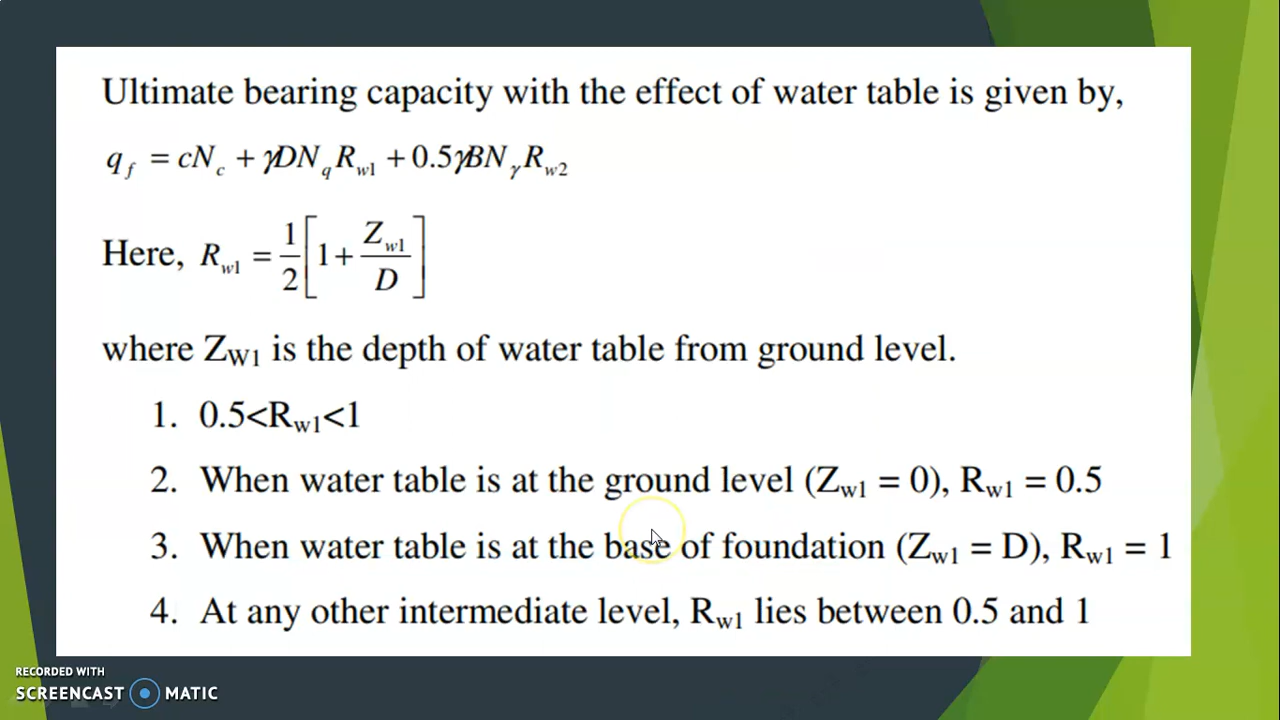 Ultimate bearing capacity with the effect of water table is given by,
q_f = cN_c + γDN_qR_w1 + 0.5γBN_γR_w2
Here, R_w1 = 1/2 [1 + Z_w1/D]
where Z_W1 is the depth of water table from ground level.
1. 0.5<R_w1<1
2. When water table is at the ground level (Z_w1 = 0), R_w1 = 0.5
3. When water table is at the base of foundation (Z_w1 = D), R_w1 = 1
4. At any other intermediate level, R_w1 lies between 0.5 and 1
RECORDED WITH
SCREENCAST MATIC